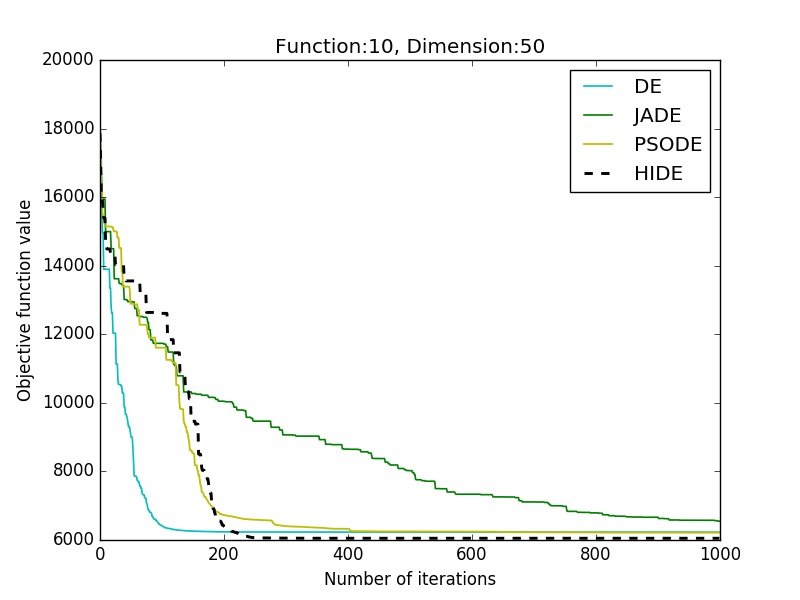 Function:10, Dimension:50
20000
18000
16000
14000
12000
10000
8000
6000
Objective function value
DE
JADE
PSODE
HIDE
0
200
400
600
800
1000
Number of iterations